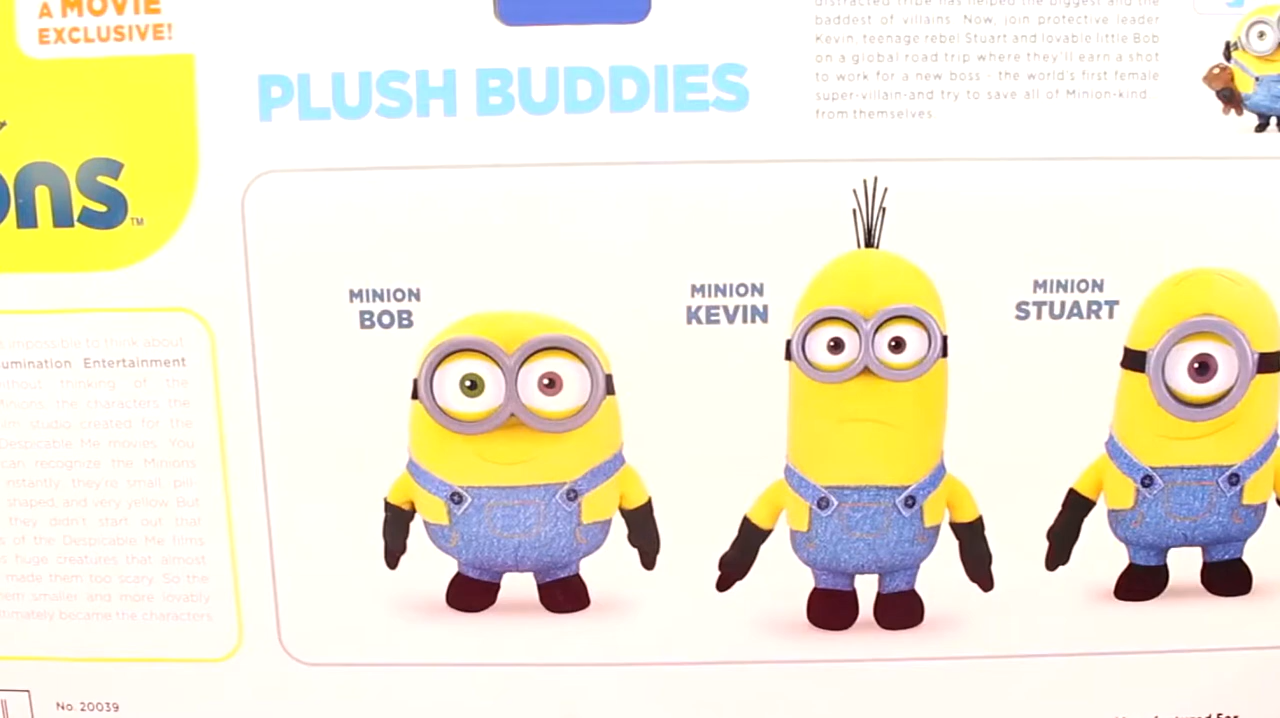 A MOVIE
EXCLUSIVE!
ons
TM
PLUSH BUDDIES
distracted tribe has helped the biggest and the
baddest of villains. Now, join protective leader
Kevin, teenage rebel Stuart and lovable little Bob
on a global road trip where they'll earn a shot
to work for a new boss - the world's first female
super-villain-and try to save all of Minion-kind
from themselves.
MINION
BOB
MINION
KEVIN
MINION
STUART
impossible to think about
umination Entertainment
ithout thinking of the
Minions, the characters the
studio created for the
Despicable Me movies. You
can recognize the Minions
instantly, they're small, pill-
shaped, and very yellow. But
they didn't start out that
of the Despicable Me films
huge creatures that almost
made them too scary. So the
smaller and more lovably
ltimately became the characters
No. 20039